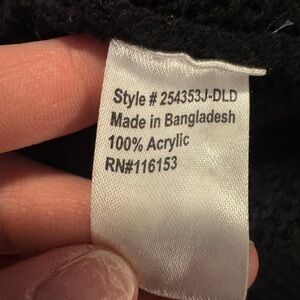 Style # 254353J-DLD
Made in Bangladesh
100% Acrylic
RN#116153